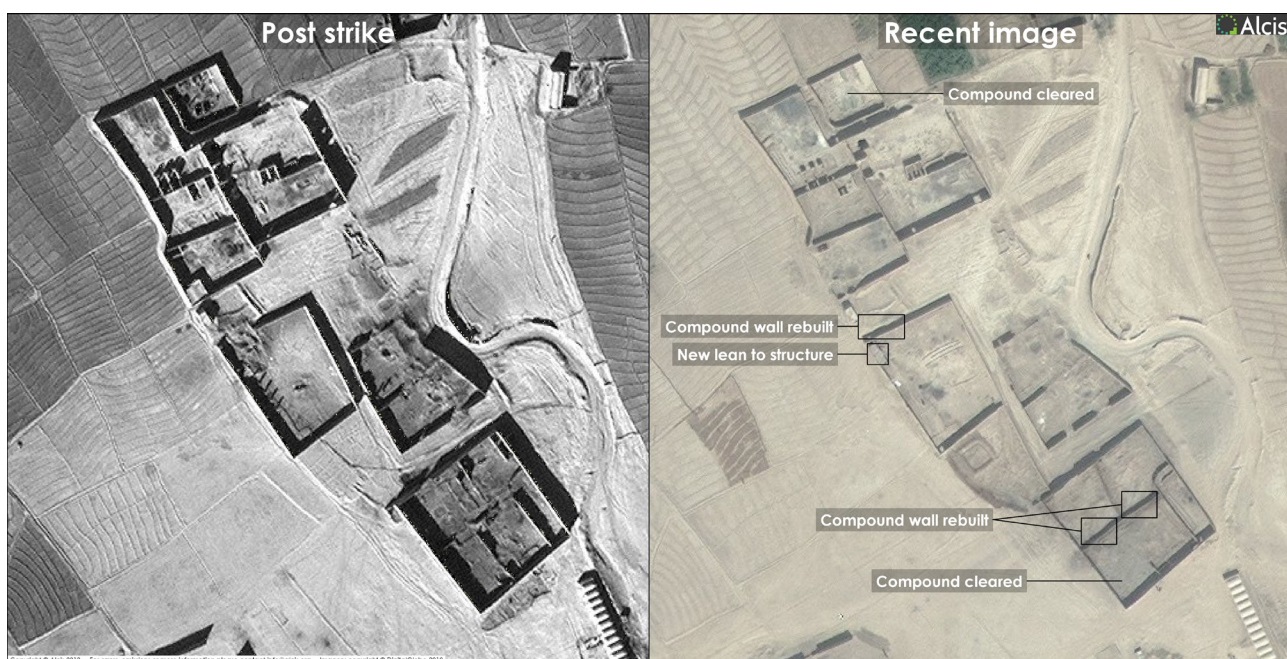 Post strike
Recent image
Alcis
Compound cleared
Compound wall rebuilt
New lean to structure
Compound wall rebuilt
Compound cleared